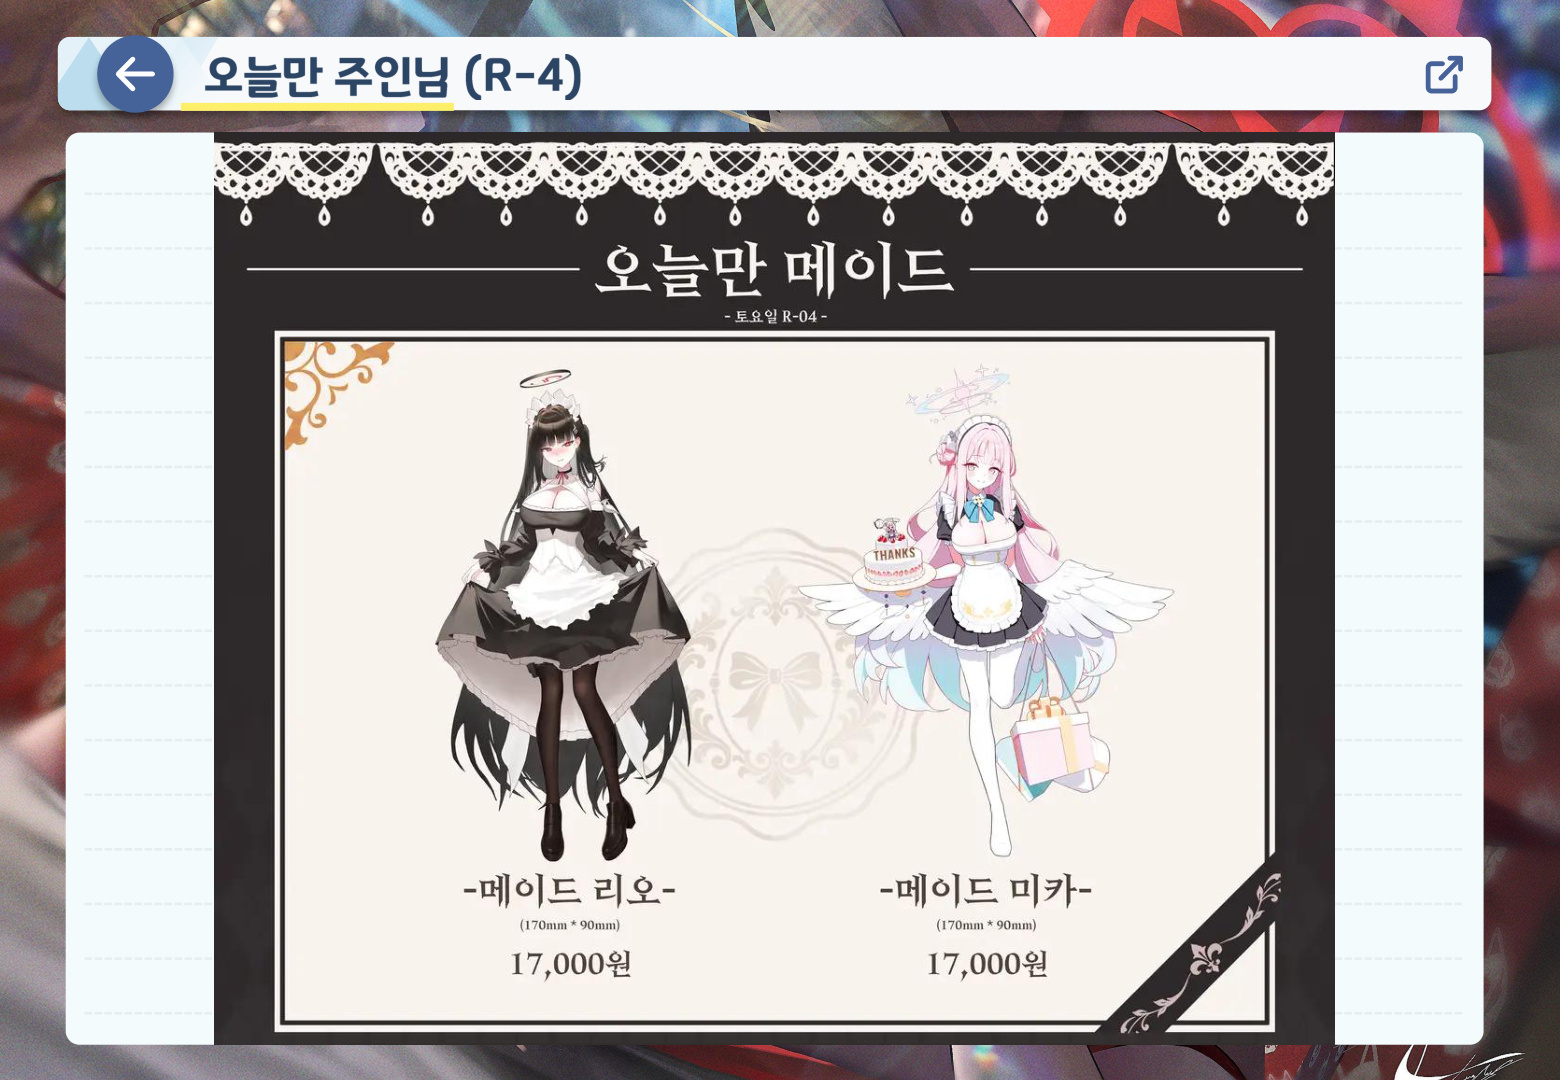 오늘만 주인님 (R-4)
오늘만 메이드
- 토요일 R-04 -
THANKS
-메이드 리오-
(170mm * 90mm)
17,000원
-메이드 미카-
(170mm * 90mm)
17,000원